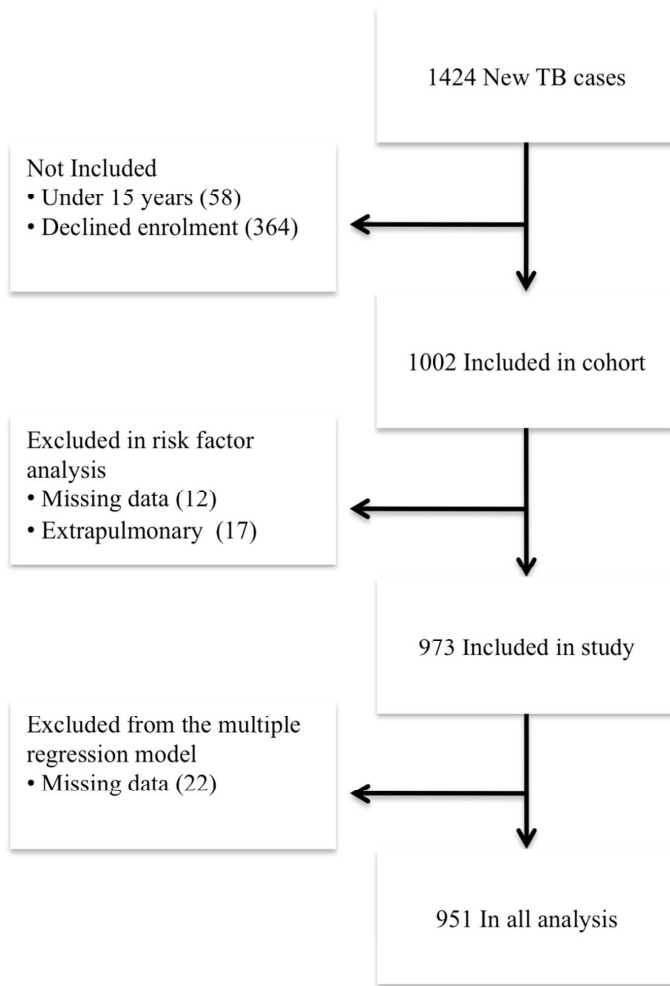 1424 New TB cases
Not Included
• Under 15 years (58)
• Declined enrolment (364)
1002 Included in cohort
Excluded in risk factor
analysis
• Missing data (12)
• Extrapulmonary (17)
973 Included in study
Excluded from the multiple
regression model
• Missing data (22)
951 In all analysis